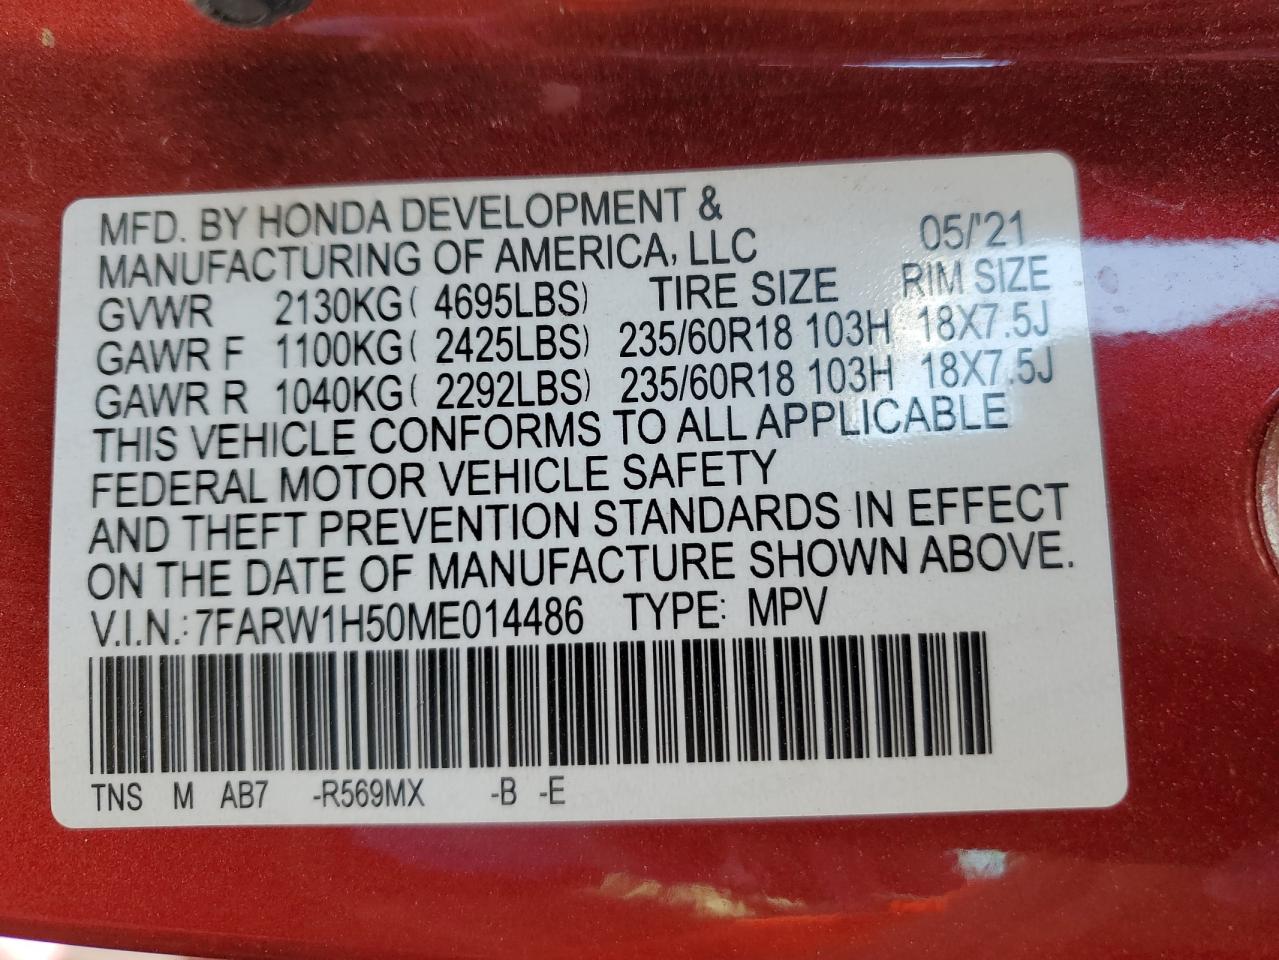 MFD. BY HONDA DEVELOPMENT &
MANUFACTURING OF AMERICA, LLC 05/'21
GVWR 2130KG( 4695LBS) TIRE SIZE RIM SIZE
GAWR F 1100KG( 2425LBS) 235/60R18 103H 18X7.5J
GAWR R 1040KG( 2292LBS) 235/60R18 103H 18X7.5J
THIS VEHICLE CONFORMS TO ALL APPLICABLE
FEDERAL MOTOR VEHICLE SAFETY
AND THEFT PREVENTION STANDARDS IN EFFECT
ON THE DATE OF MANUFACTURE SHOWN ABOVE.
V.I.N.: 7FARW1H50ME014486 TYPE: MPV
TNS M AB7 -R569MX -B -E